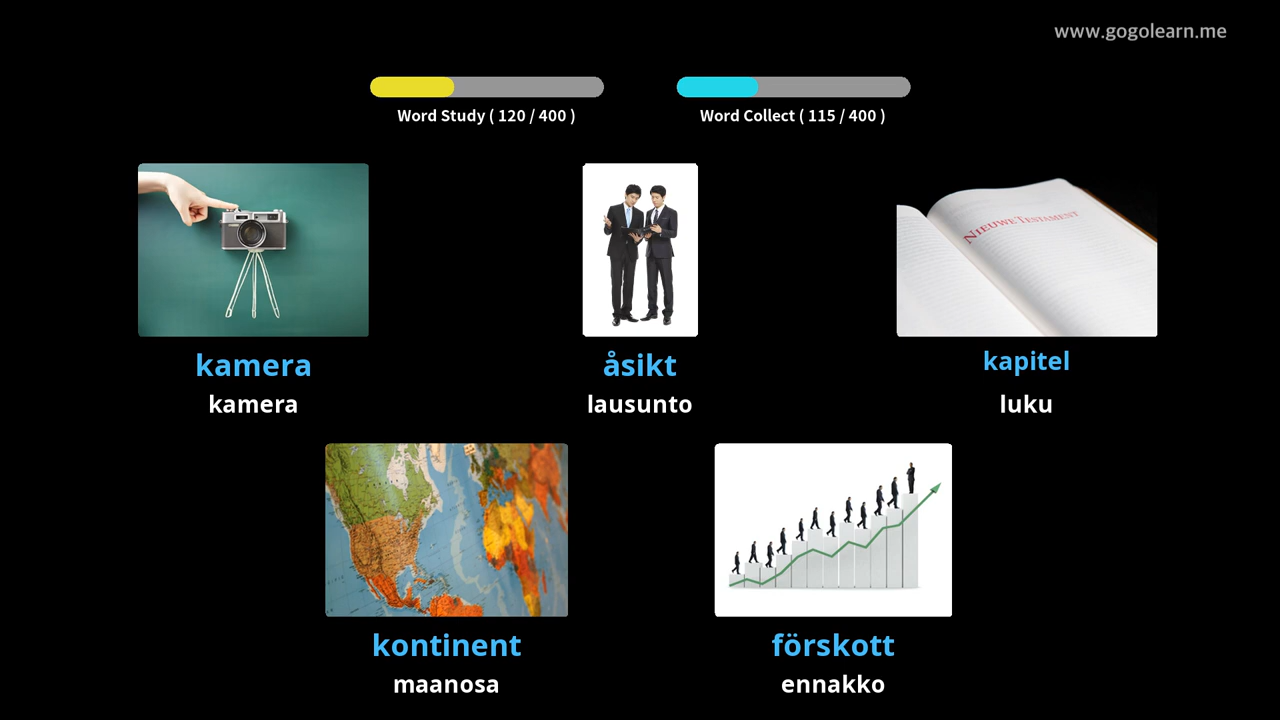 www.gogolearn.me
Word Study ( 120 / 400 )
Word Collect ( 115 / 400 )
NIEUWE TESTAMENT
kamera
kamera
åsikt
lausunto
kapitel
luku
kontinent
maanosa
förskott
ennakko